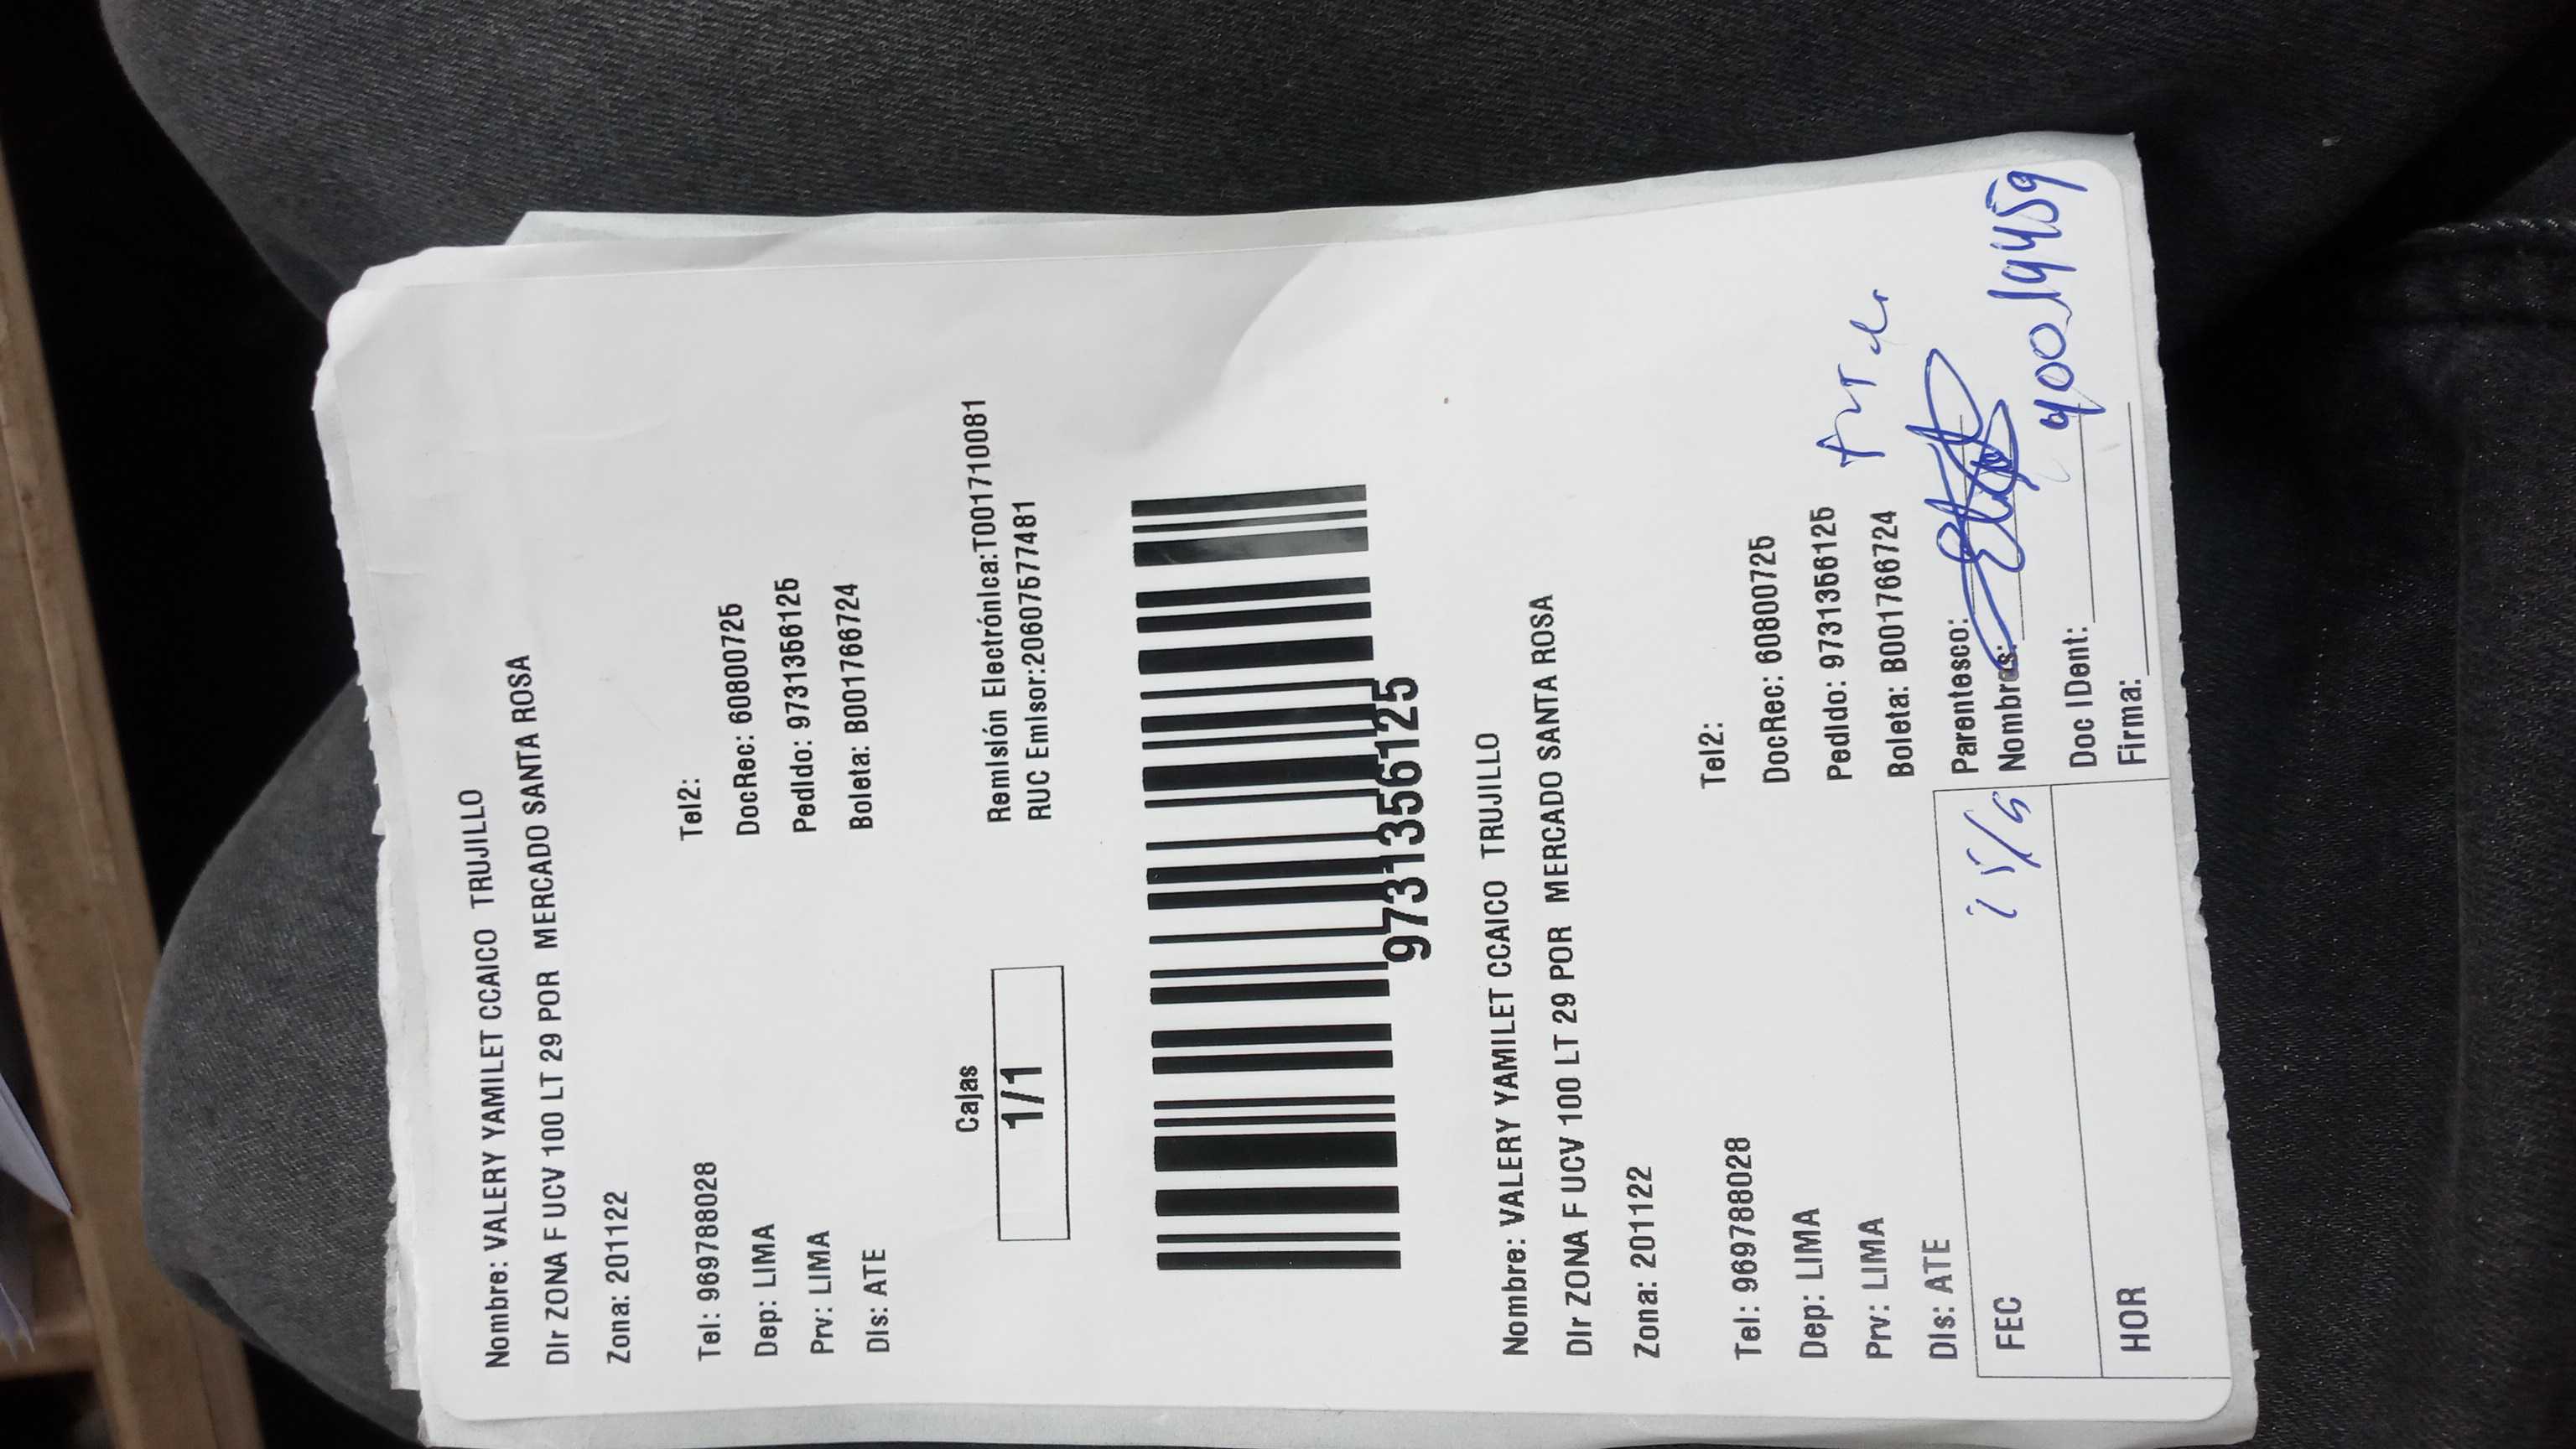 Nombre: VALERY YAMILET CCAICO TRUJILLO
Dir ZONA F UCV 100 LT 29 POR MERCADO SANTA ROSA
Zona: 201122
Tel: 969788028 Tel2:
Dep: LIMA DocRec: 60800725
Prv: LIMA Pedido: 9731356125
Dis: ATE Boleta: B001766724
Cajas
1/1
Remisión Electrónica:T001710081
RUC Emisor:20607577481
9731356125
Nombre: VALERY YAMILET CCAICO TRUJILLO
Dir ZONA F UCV 100 LT 29 POR MERCADO SANTA ROSA
Zona: 201122
Tel: 969788028 Tel2:
Dep: LIMA DocRec: 60800725
Prv: LIMA Pedido: 9731356125
Dis: ATE Boleta: B001766724
FEC
HOR
Parentesco:
Nombres:
Doc IDent:
Firma: